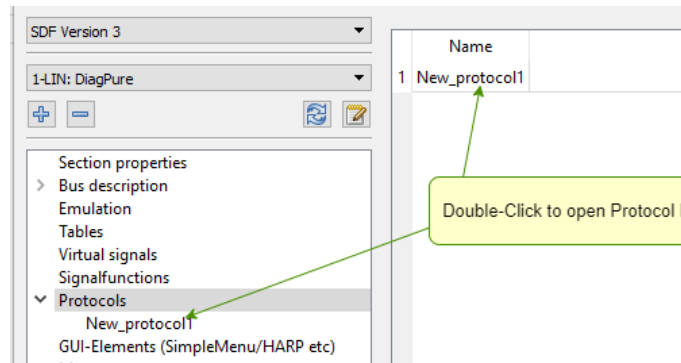 SDF Version 3
1-LIN: DiagPure
Section properties
Bus description
Emulation
Tables
Virtual signals
Signalfunctions
Protocols
New_protocol1
GUI-Elements (SimpleMenu/HARP etc)
Name
1 New_protocol1
Double-Click to open Protocol